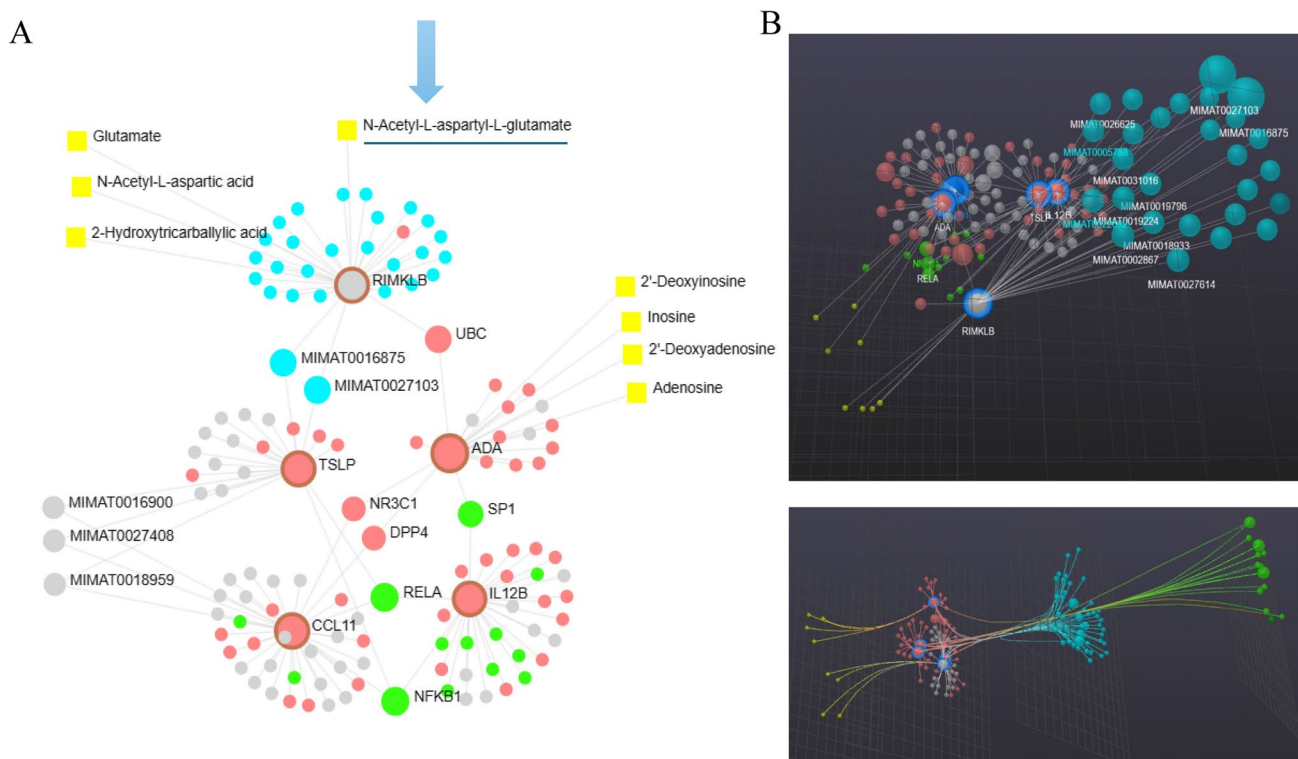 A
N-Acetyl-L-aspartyl-L-glutamate
Glutamate
N-Acetyl-L-aspartic acid
2-Hydroxytricarballylic acid
RIMKLB
2'-Deoxyinosine
Inosine
UBC
2'-Deoxyadenosine
MIMAT0016875
MIMAT0027103
Adenosine
ADA
TSLP
MIMAT0016900
NR3C1
SP1
MIMAT0027408
DPP4
MIMAT0018959
RELA
IL12B
CCL11
NFKB1
B
MIMAT0027103
MIMAT0026625
MIMAT0016875
MIMAT0005788
MIMAT0031016
MIMAT0019796
TSLP
IL12B
MIMAT0019224
ADA
MIMAT0018933
MIMAT0002867
RELA
MIMAT0027614
RIMKLB